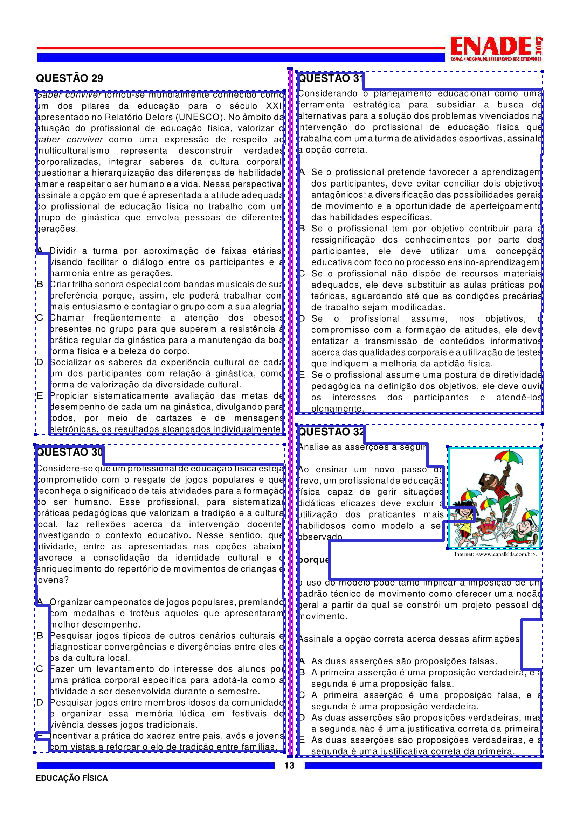 ENADE 2007
EXAME NACIONAL DE DESEMPENHO DOS ESTUDANTES
QUESTÃO 29
Saber conviver tornou-se mundialmente conhecido como
um dos pilares da educação para o século XXI,
apresentado no Relatório Delors (UNESCO). No âmbito da
atuação do profissional de educação física, valorizar o
saber conviver como uma expressão de respeito ao
multiculturalismo representa desconstruir verdades
corporalizadas, integrar saberes da cultura corporal,
questionar a hierarquização das diferenças de habilidade,
amar e respeitar o ser humano e a vida. Nessa perspectiva,
assinale a opção em que é apresentada a atitude adequada
do profissional de educação física no trabalho com um
grupo de ginástica que envolva pessoas de diferentes
gerações.
A Dividir a turma por aproximação de faixas etárias,
visando facilitar o diálogo entre os participantes e a
harmonia entre as gerações.
B Criar trilha sonora especial com bandas musicais de sua
preferência porque, assim, ele poderá trabalhar com
mais entusiasmo e contagiar o grupo com a sua alegria.
C Chamar freqüentemente a atenção dos obesos
presentes no grupo para que superem a resistência à
prática regular da ginástica para a manutenção da boa
forma física e a beleza do corpo.
D Socializar os saberes da experiência cultural de cada
um dos participantes com relação à ginástica, como
forma de valorização da diversidade cultural.
E Propiciar sistematicamente avaliação das metas de
desempenho de cada um na ginástica, divulgando para
todos, por meio de cartazes e de mensagens
eletrônicas, os resultados alcançados individualmente.
QUESTÃO 30
Considere-se que um profissional de educação física esteja
comprometido com o resgate de jogos populares e que
reconheça o significado de tais atividades para a formação
do ser humano. Esse profissional, para sistematizar
práticas pedagógicas que valorizam a tradição e a cultura
local, faz reflexões acerca da intervenção docente,
investigando o contexto educativo. Nesse sentido, que
atividade, entre as apresentadas nas opções abaixo,
favorece a consolidação da identidade cultural e o
enriquecimento do repertório de movimentos de crianças e
jovens?
A Organizar campeonatos de jogos populares, premiando
com medalhas e troféus aqueles que apresentaram
melhor desempenho.
B Pesquisar jogos típicos de outros cenários culturais e
diagnosticar convergências e divergências entre eles e
os da cultura local.
C Fazer um levantamento do interesse dos alunos por
uma prática corporal específica para adotá-la como a
atividade a ser desenvolvida durante o semestre.
D Pesquisar jogos entre membros idosos da comunidade
e organizar essa memória lúdica em festivais de
vivência desses jogos tradicionais.
E Incentivar a prática do xadrez entre pais, avós e jovens
com vistas a reforçar o elo de tradição entre famílias.
QUESTÃO 31
Considerando o planejamento educacional como uma
ferramenta estratégica para subsidiar a busca de
alternativas para a solução dos problemas vivenciados na
intervenção do profissional de educação física que
trabalha com uma turma de atividades esportivas, assinale
a opção correta.
A Se o profissional pretende favorecer a aprendizagem
dos participantes, deve evitar conciliar dois objetivos
antagônicos: a diversificação das possibilidades gerais
de movimento e a oportunidade de aperfeiçoamento
das habilidades específicas.
B Se o profissional tem por objetivo contribuir para a
ressignificação dos conhecimentos por parte dos
participantes, ele deve utilizar uma concepção
educativa com foco no processo ensino-aprendizagem.
C Se o profissional não dispõe de recursos materiais
adequados, ele deve substituir as aulas práticas por
teóricas, aguardando até que as condições precárias
de trabalho sejam modificadas.
D Se o profissional assume, nos objetivos, o
compromisso com a formação de atitudes, ele deve
enfatizar a transmissão de conteúdos informativos
acerca das qualidades corporais e a utilização de testes
que indiquem a melhoria da aptidão física.
E Se o profissional assume uma postura de diretividade
pedagógica na definição dos objetivos, ele deve ouvir
os interesses dos participantes e atendê-los
plenamente.
QUESTÃO 32
Analise as asserções a seguir.
Ao ensinar um novo passo do
frevo, um profissional de educação
física capaz de gerir situações
didáticas eficazes deve excluir a
utilização dos praticantes mais
habilidosos como modelo a ser
observado
porque
o uso do modelo pode tanto implicar a imposição de um
padrão técnico de movimento como oferecer uma noção
geral a partir da qual se constrói um projeto pessoal de
movimento.
Assinale a opção correta acerca dessas afirmações.
A As duas asserções são proposições falsas.
B A primeira asserção é uma proposição verdadeira, e a
segunda é uma proposição falsa.
C A primeira asserção é uma proposição falsa, e a
segunda é uma proposição verdadeira.
D As duas asserções são proposições verdadeiras, mas
a segunda não é uma justificativa correta da primeira.
E As duas asserções são proposições verdadeiras, e a
segunda é uma justificativa correta da primeira.
13
EDUCAÇÃO FÍSICA